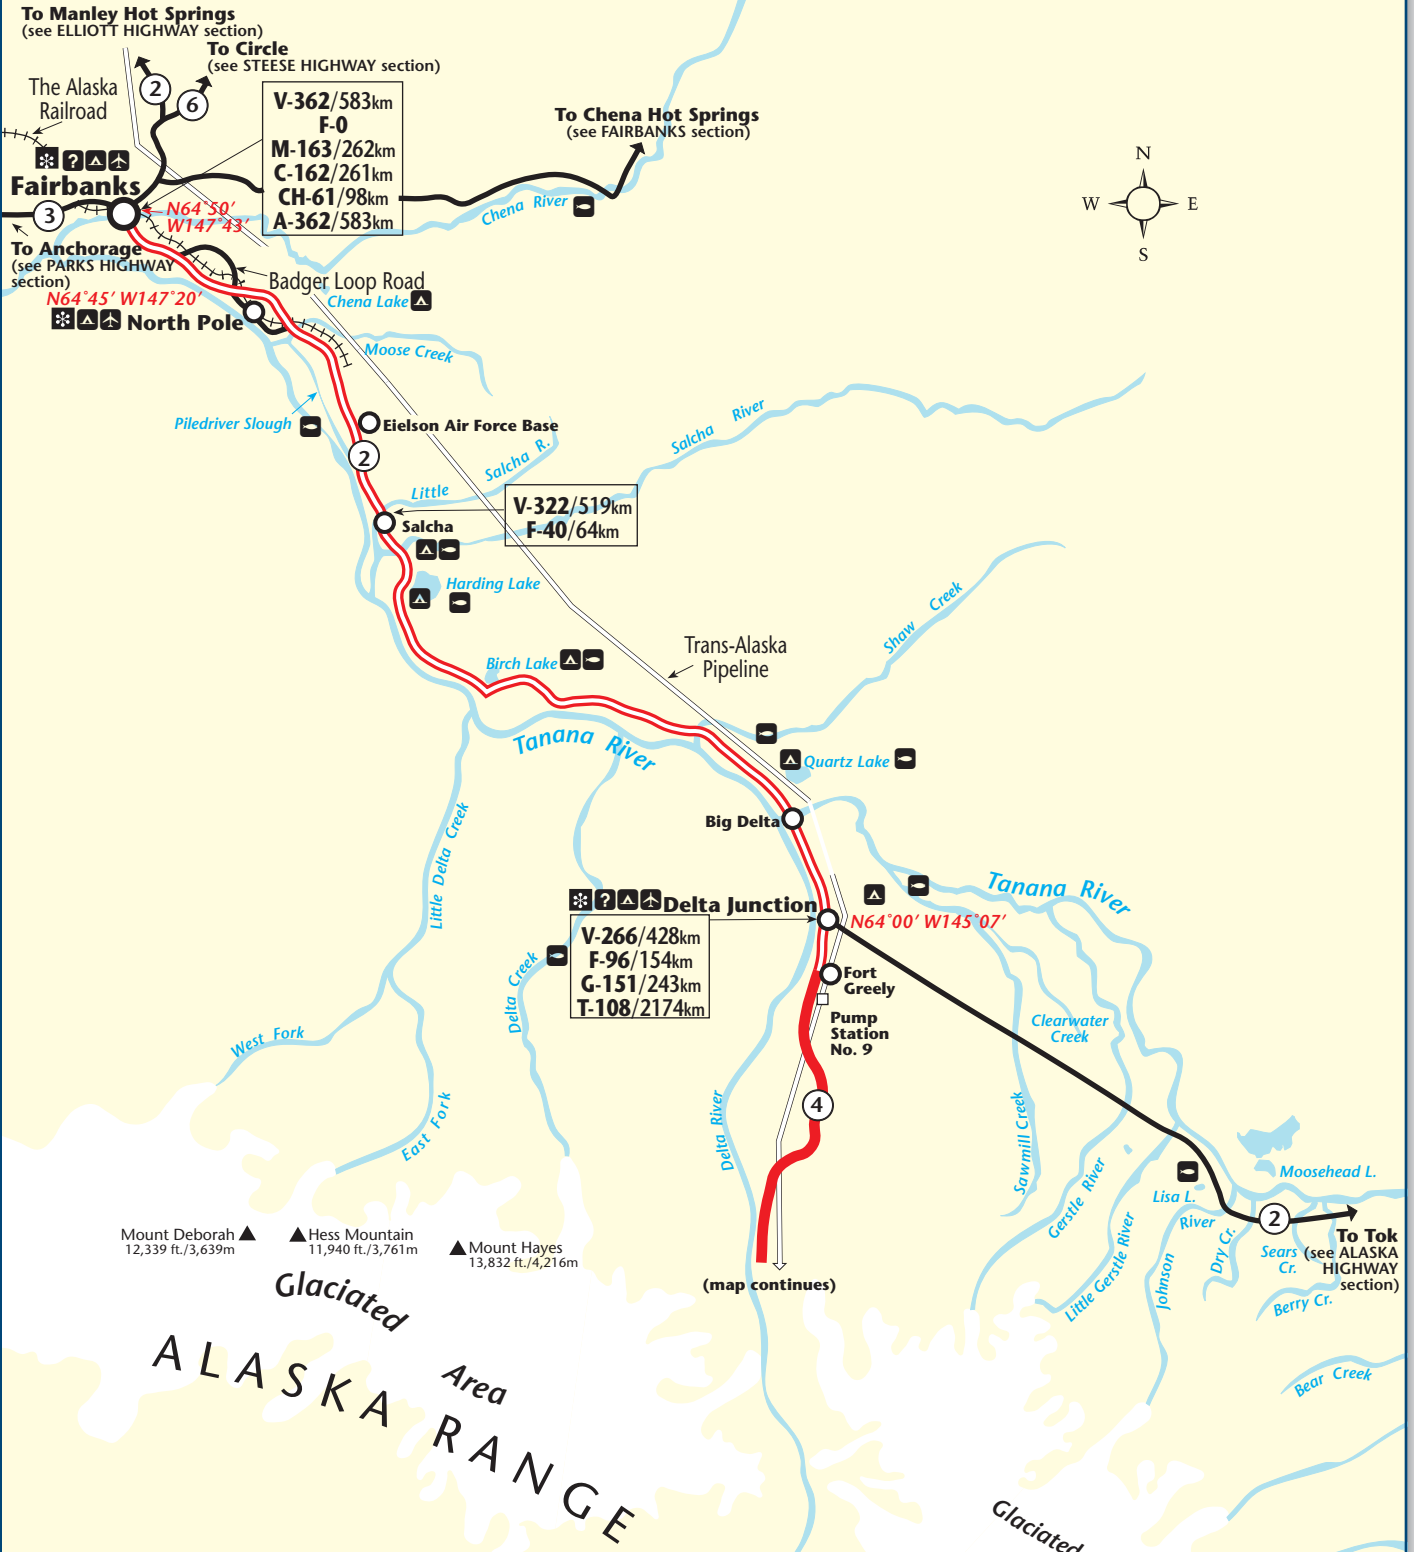 To Manley Hot Springs
(see ELLIOTT HIGHWAY section)
To Circle
(see STEESE HIGHWAY section)
The Alaska
Railroad
2
6
V-362/583km
F-0
M-163/262km
C-162/261km
CH-61/98km
A-362/583km
To Chena Hot Springs
(see FAIRBANKS section)
N
W
E
S
?
Fairbanks
3
N64˚50′
W147˚43′
Chena River
To Anchorage
(see PARKS HIGHWAY
section)
Badger Loop Road
N64˚45′ W147˚20′
Chena Lake
North Pole
Moose Creek
Piledriver Slough
Eielson Air Force Base
2
Salcha River
Little Salcha R.
V-322/519km
F-40/64km
Salcha
Harding Lake
Shaw Creek
Birch Lake
Trans-Alaska
Pipeline
Tanana River
Quartz Lake
Big Delta
Little Delta Creek
Tanana River
?
Delta Junction
N64˚00′ W145˚07′
V-266/428km
F-96/154km
G-151/243km
T-108/2174km
Delta Creek
Fort
Greely
Pump
Station
No. 9
Clearwater
Creek
West Fork
East Fork
4
Delta River
Sawmill Creek
Gerstle River
Little Gerstle River
Moosehead L.
Lisa L.
Johnson River
Dry Cr.
2
Sears
Cr.
To Tok
(see ALASKA
HIGHWAY
section)
Berry Cr.
Bear Creek
Mount Deborah
12,339 ft./3,639m
Hess Mountain
11,940 ft./3,761m
Mount Hayes
13,832 ft./4,216m
(map continues)
Glaciated Area
ALASKA RANGE
Glaciated